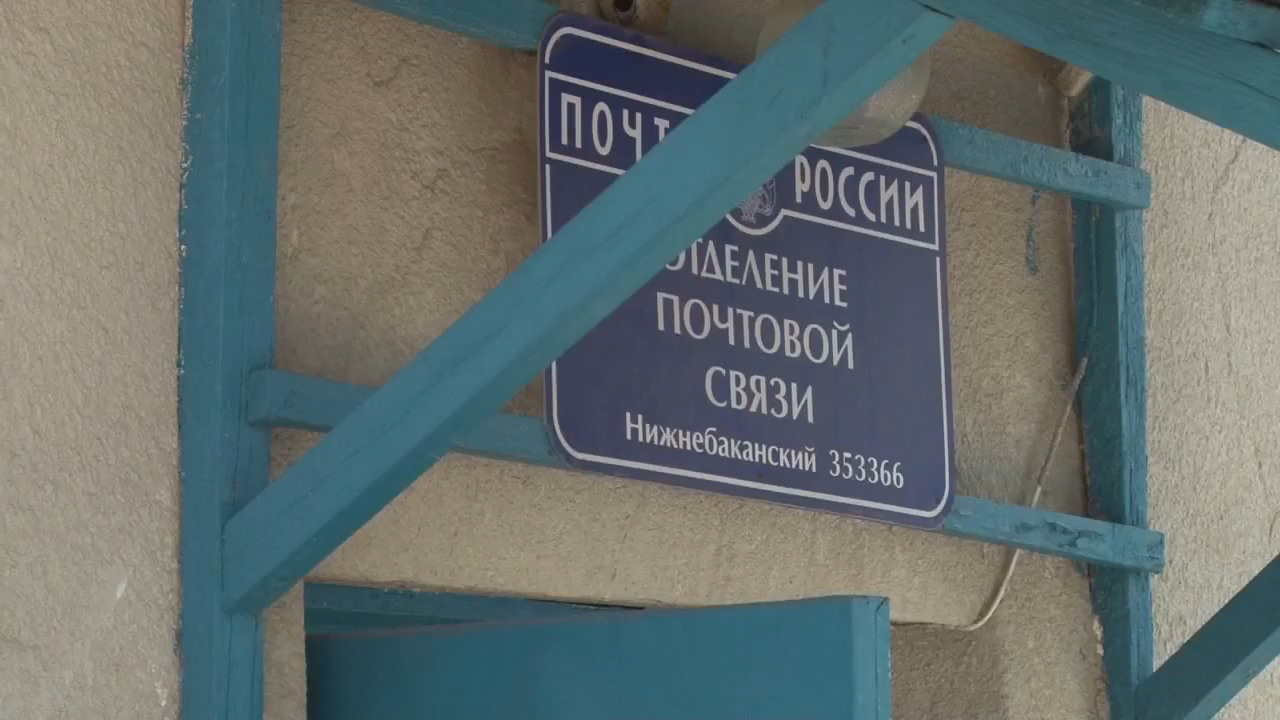 ПОЧТ РОССИИ
ОТДЕЛЕНИЕ
ПОЧТОВОЙ
СВЯЗИ
Нижнебаканский 353366